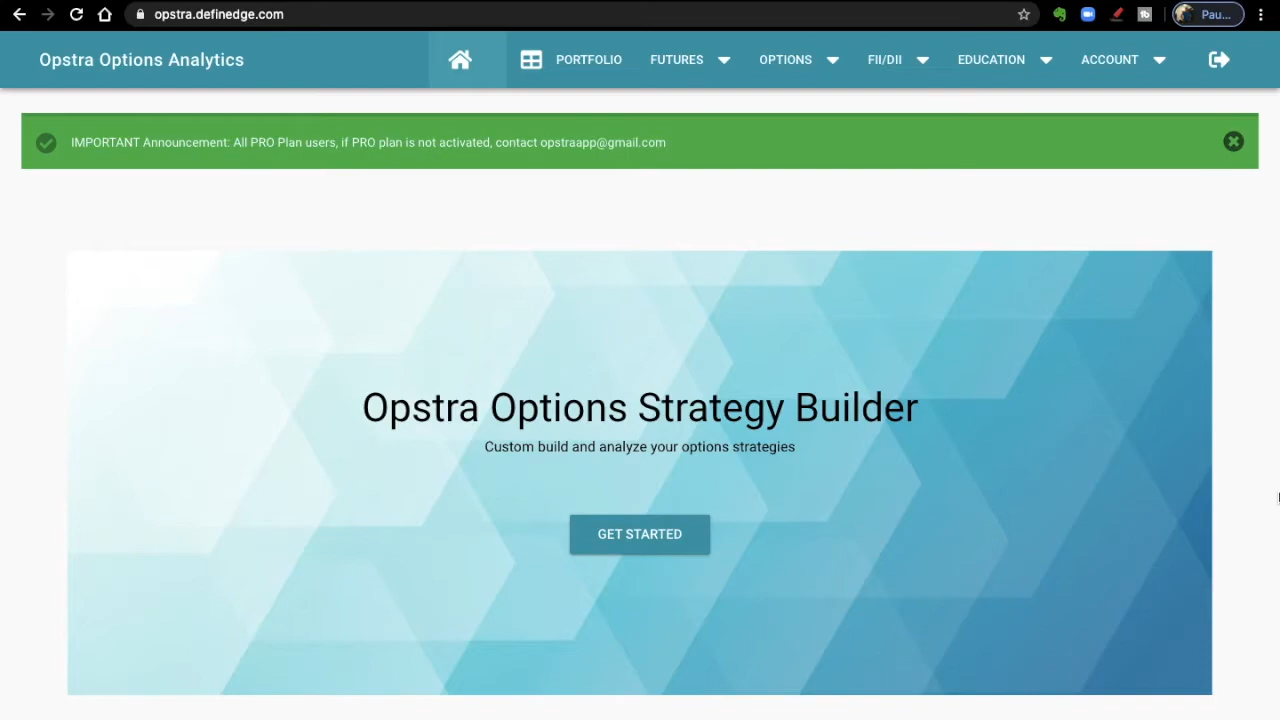 opstra.definedge.com
Pau...
Opstra Options Analytics
PORTFOLIO
FUTURES
OPTIONS
FII/DII
EDUCATION
ACCOUNT
IMPORTANT Announcement: All PRO Plan users, if PRO plan is not activated, contact opstraapp@gmail.com
Opstra Options Strategy Builder
Custom build and analyze your options strategies
GET STARTED